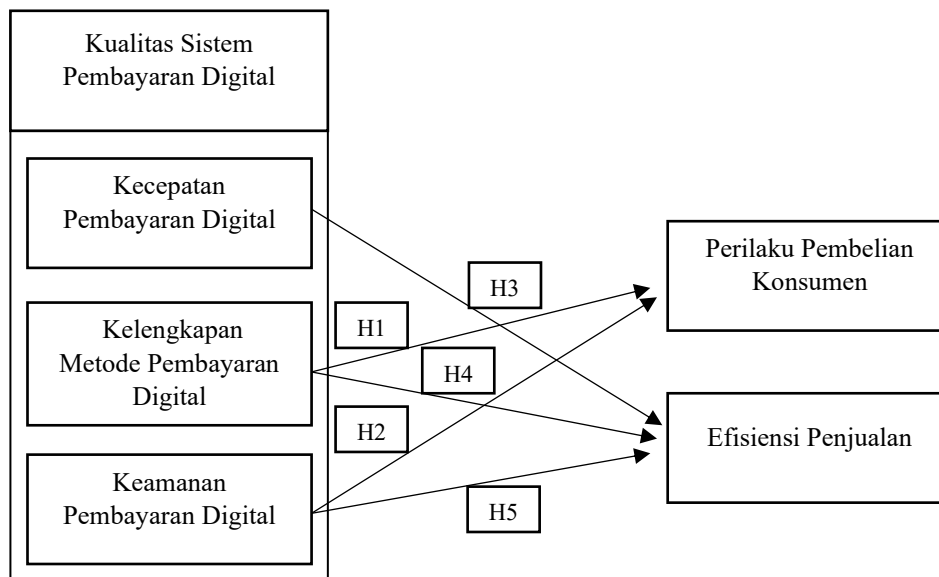 Kualitas Sistem
Pembayaran Digital
Kecepatan
Pembayaran Digital
Kelengkapan
Metode Pembayaran
Digital
Keamanan
Pembayaran Digital
H3
H1
H4
H2
H5
Perilaku Pembelian
Konsumen
Efisiensi Penjualan